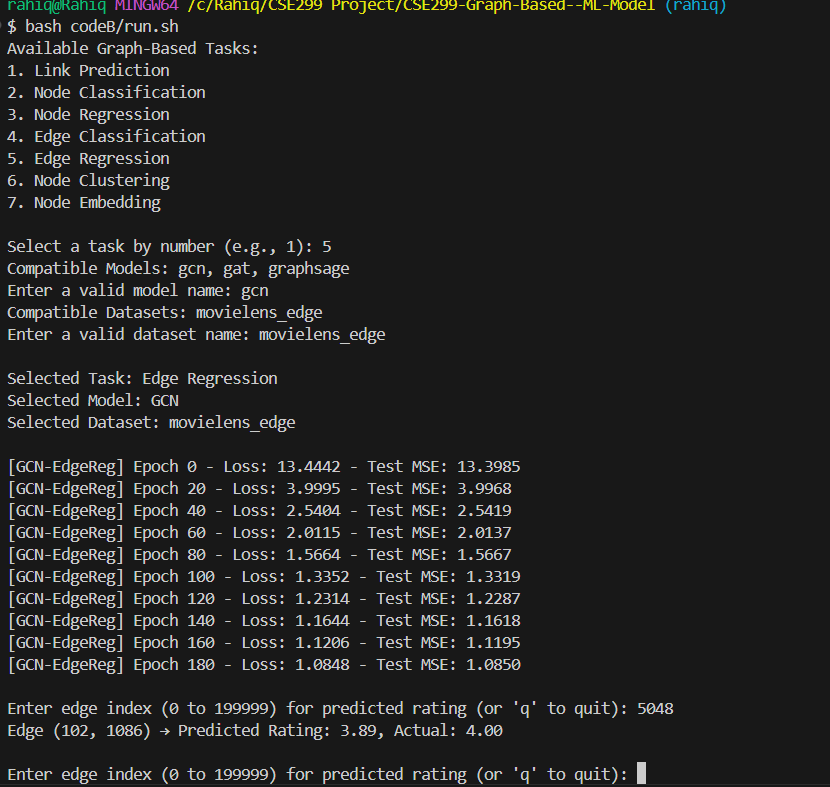 rahiq@Rahiq MINGW64 /c/Rahiq/CSE299 Project/CSE299-Graph-Based--ML-Model (rahiq)
$ bash codeB/run.sh
Available Graph-Based Tasks:
1. Link Prediction
2. Node Classification
3. Node Regression
4. Edge Classification
5. Edge Regression
6. Node Clustering
7. Node Embedding
Select a task by number (e.g., 1): 5
Compatible Models: gcn, gat, graphsage
Enter a valid model name: gcn
Compatible Datasets: movielens_edge
Enter a valid dataset name: movielens_edge
Selected Task: Edge Regression
Selected Model: GCN
Selected Dataset: movielens_edge
[GCN-EdgeReg] Epoch 0 - Loss: 13.4442 - Test MSE: 13.3985
[GCN-EdgeReg] Epoch 20 - Loss: 3.9995 - Test MSE: 3.9968
[GCN-EdgeReg] Epoch 40 - Loss: 2.5404 - Test MSE: 2.5419
[GCN-EdgeReg] Epoch 60 - Loss: 2.0115 - Test MSE: 2.0137
[GCN-EdgeReg] Epoch 80 - Loss: 1.5664 - Test MSE: 1.5667
[GCN-EdgeReg] Epoch 100 - Loss: 1.3352 - Test MSE: 1.3319
[GCN-EdgeReg] Epoch 120 - Loss: 1.2314 - Test MSE: 1.2287
[GCN-EdgeReg] Epoch 140 - Loss: 1.1644 - Test MSE: 1.1618
[GCN-EdgeReg] Epoch 160 - Loss: 1.1206 - Test MSE: 1.1195
[GCN-EdgeReg] Epoch 180 - Loss: 1.0848 - Test MSE: 1.0850
Enter edge index (0 to 199999) for predicted rating (or 'q' to quit): 5048
Edge (102, 1086) → Predicted Rating: 3.89, Actual: 4.00
Enter edge index (0 to 199999) for predicted rating (or 'q' to quit):